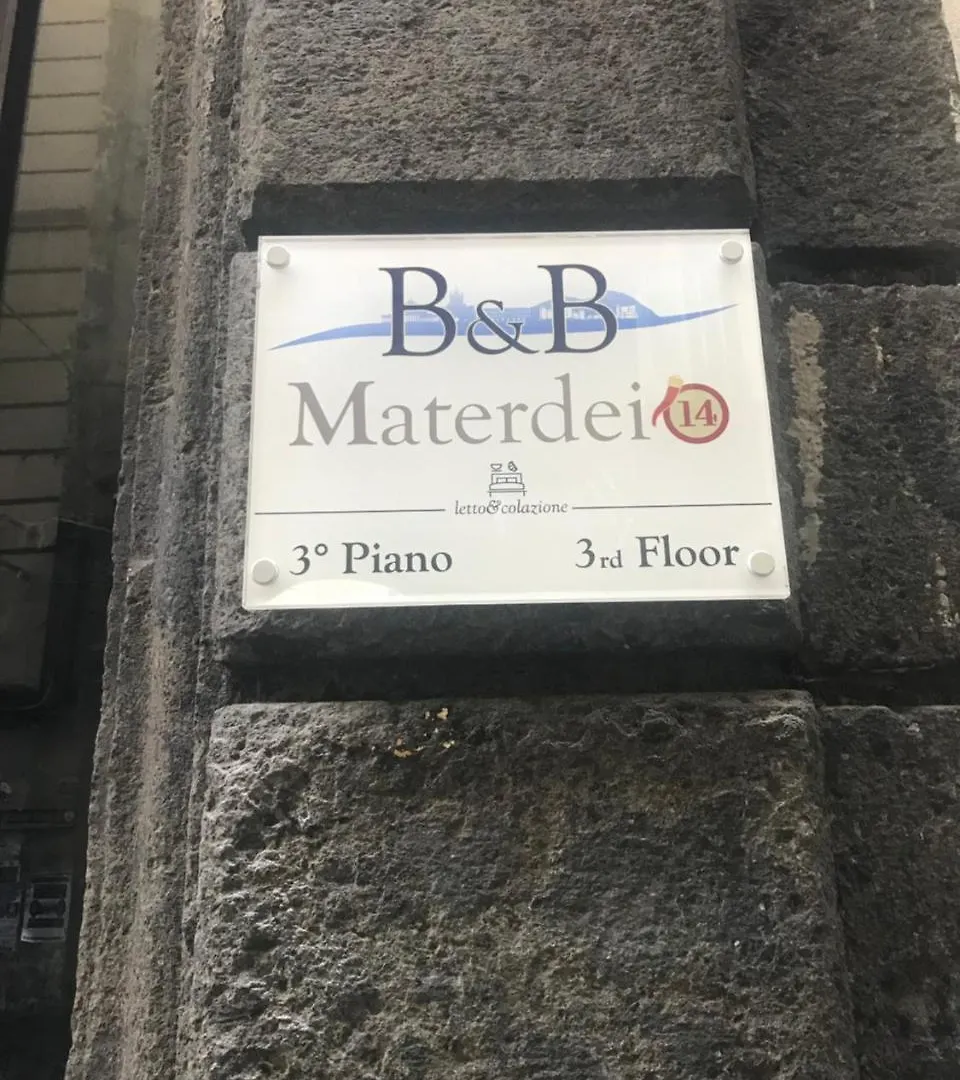 B&B
Materdei 14
letto&colazione
3° Piano 3rd Floor